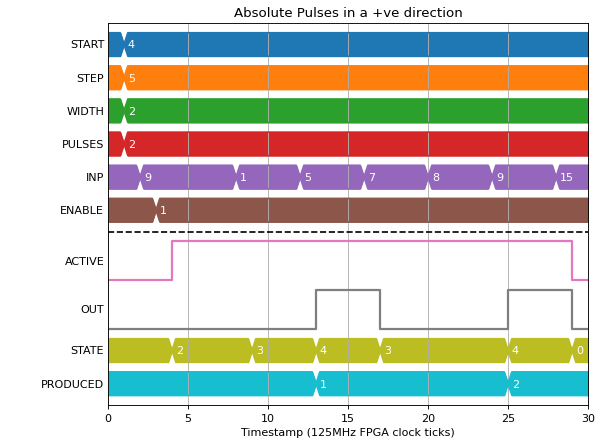 Absolute Pulses in a +ve direction
START 4
STEP 5
WIDTH 2
PULSES 2
INP 9 1 5 7 8 9 15
ENABLE 1
ACTIVE
OUT
STATE 2 3 4 3 4 0
PRODUCED 1 2
0 5 10 15 20 25 30
Timestamp (125MHz FPGA clock ticks)